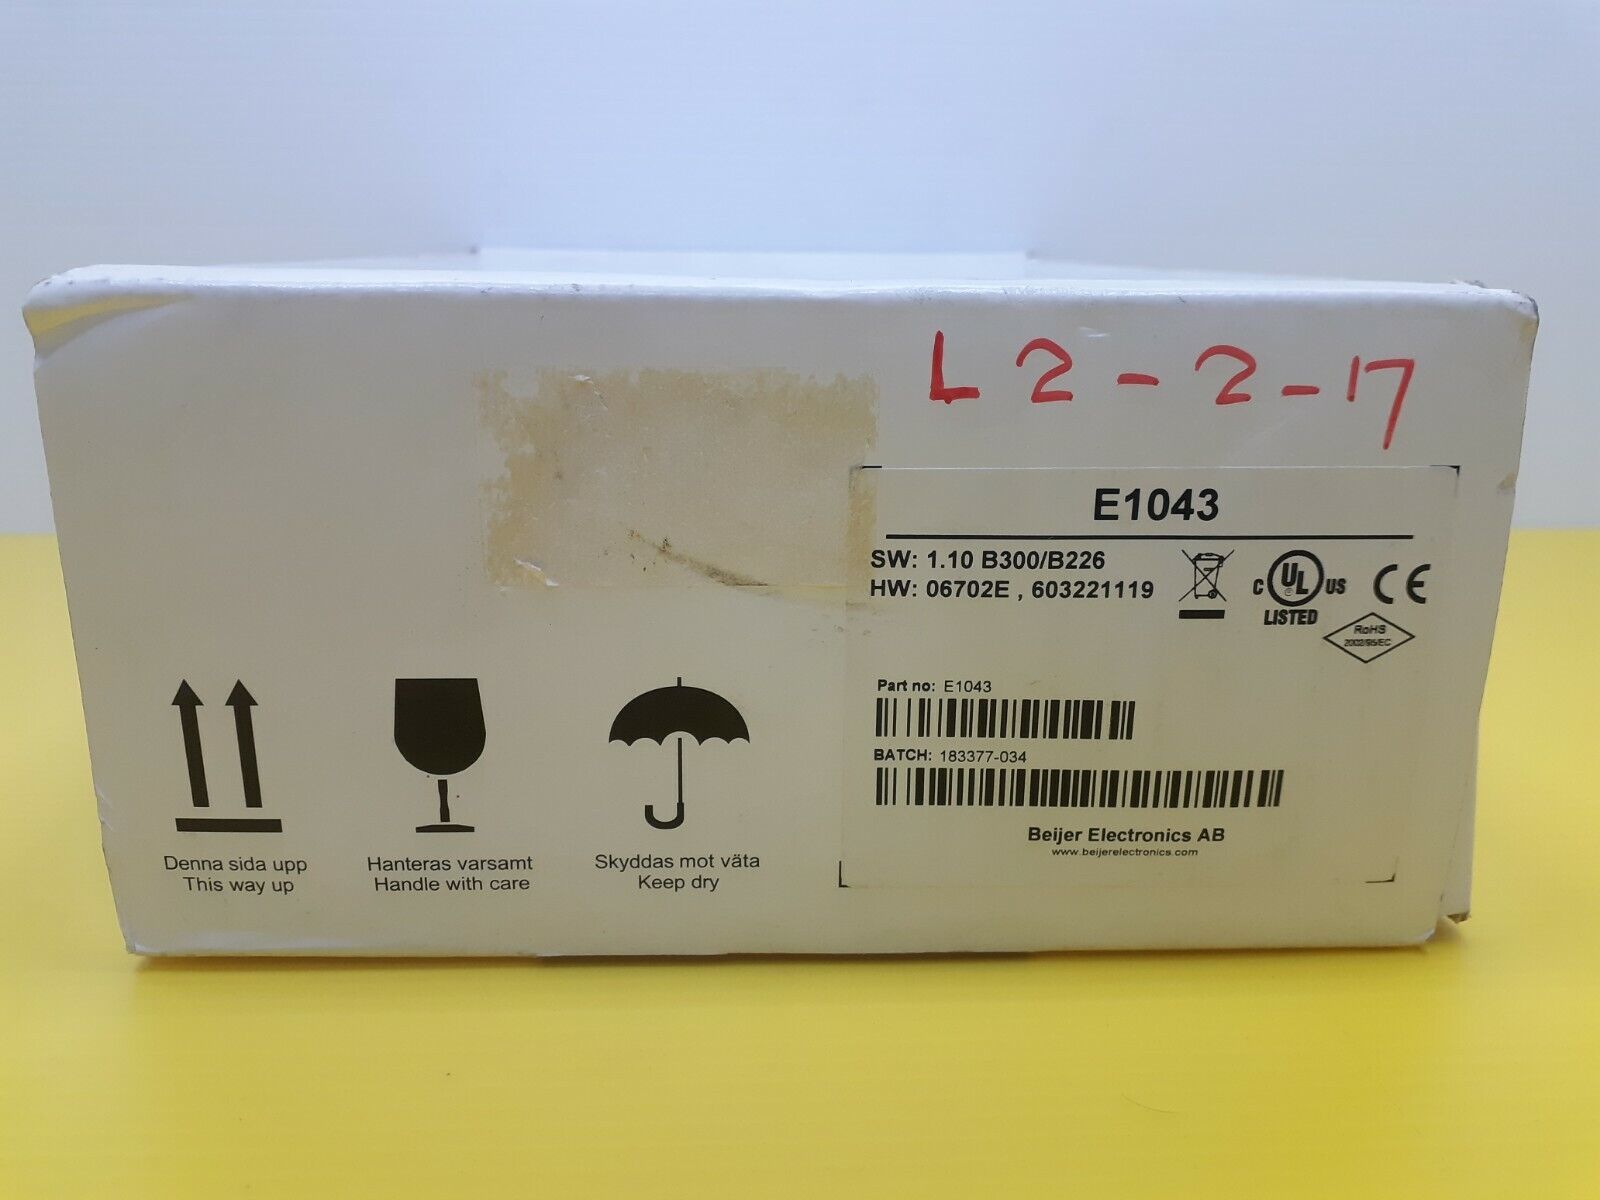 L 2 - 2 - 17
E1043
SW: 1.10 B300/B226
HW: 06702E , 603221119
C UL US
LISTED
CE
RoHS
2002/95/EC
Part no: E1043
BATCH: 183377-034
Beijer Electronics AB
www.beijerelectronics.com
Denna sida upp
This way up
Hanteras varsamt
Handle with care
Skyddas mot väta
Keep dry